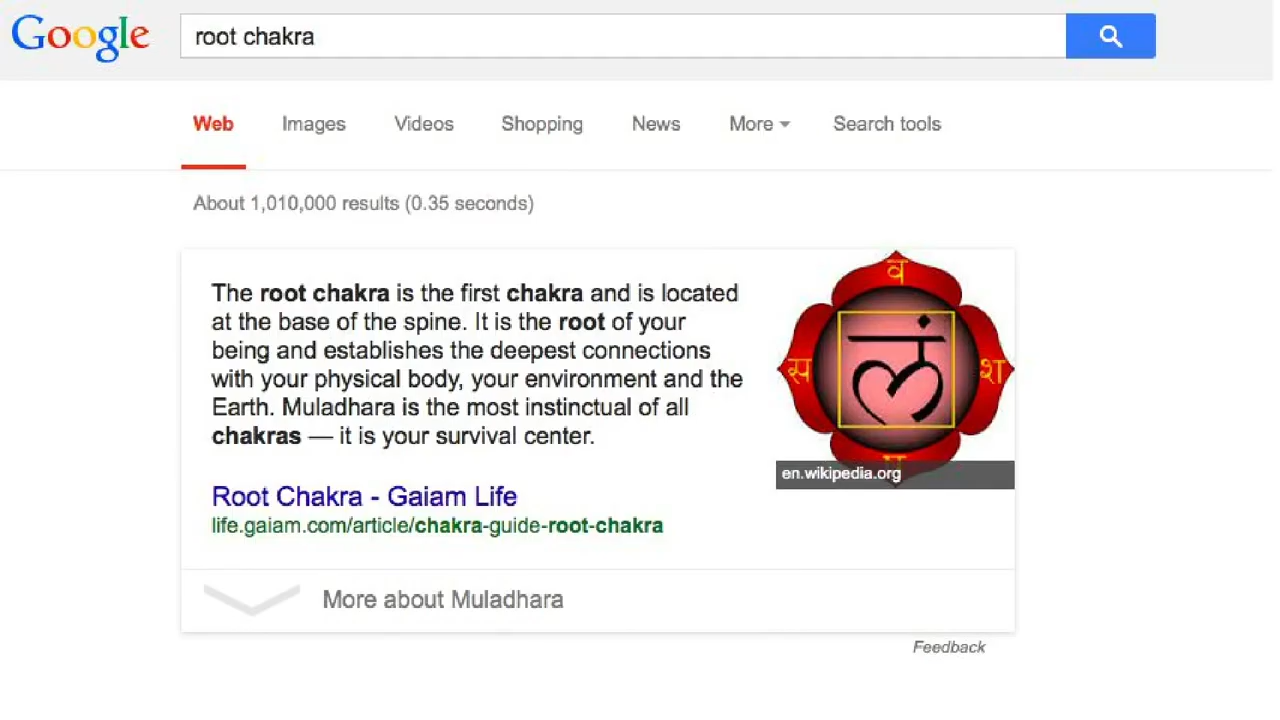 Google
root chakra
Web Images Videos Shopping News More Search tools
About 1,010,000 results (0.35 seconds)
The root chakra is the first chakra and is located
at the base of the spine. It is the root of your
being and establishes the deepest connections
with your physical body, your environment and the
Earth. Muladhara is the most instinctual of all
chakras — it is your survival center.
व
लं
स
श
en.wikipedia.org
Root Chakra - Gaiam Life
life.gaiam.com/article/chakra-guide-root-chakra
More about Muladhara
Feedback